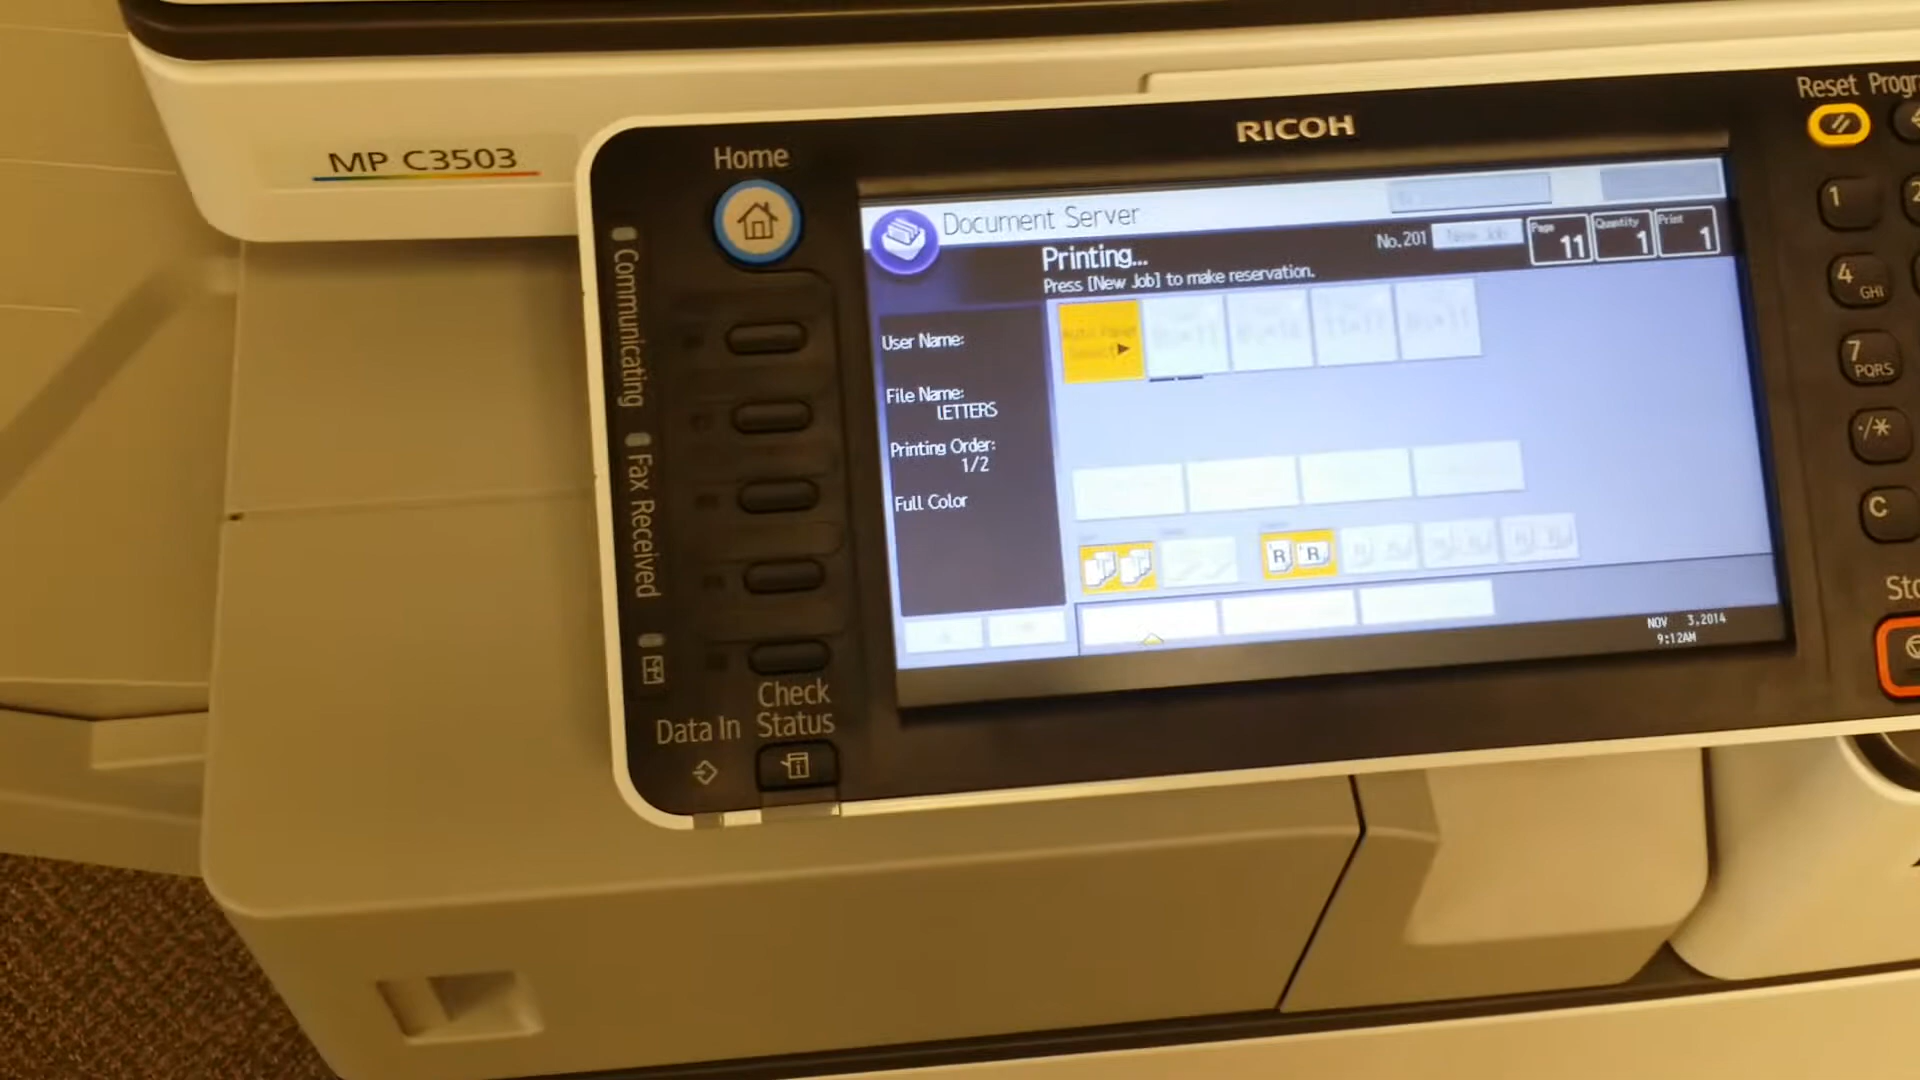 RICOH
Reset
MP C3503
Home
Document Server
Printing...
Press [New Job] to make reservation.
No.201
New Job
Page
11
Quantity
1
Print
1
User Name:
File Name:
LETTERS
Printing Order:
1/2
Full Color
R R
NOV 3,2014
9:12AM
Communicating
Fax Received
Check
Status
Data In
1
2
4
GHI
7
PQRS
./*
C